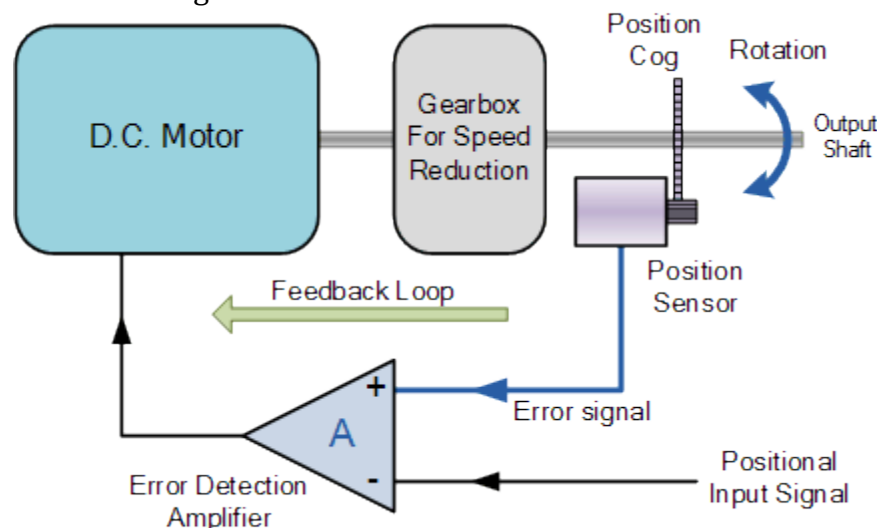 Position
Cog
Rotation
D.C. Motor
Gearbox
For Speed
Reduction
Output
Shaft
Position
Sensor
Feedback Loop
+
Error signal
A
-
Error Detection
Amplifier
Positional
Input Signal